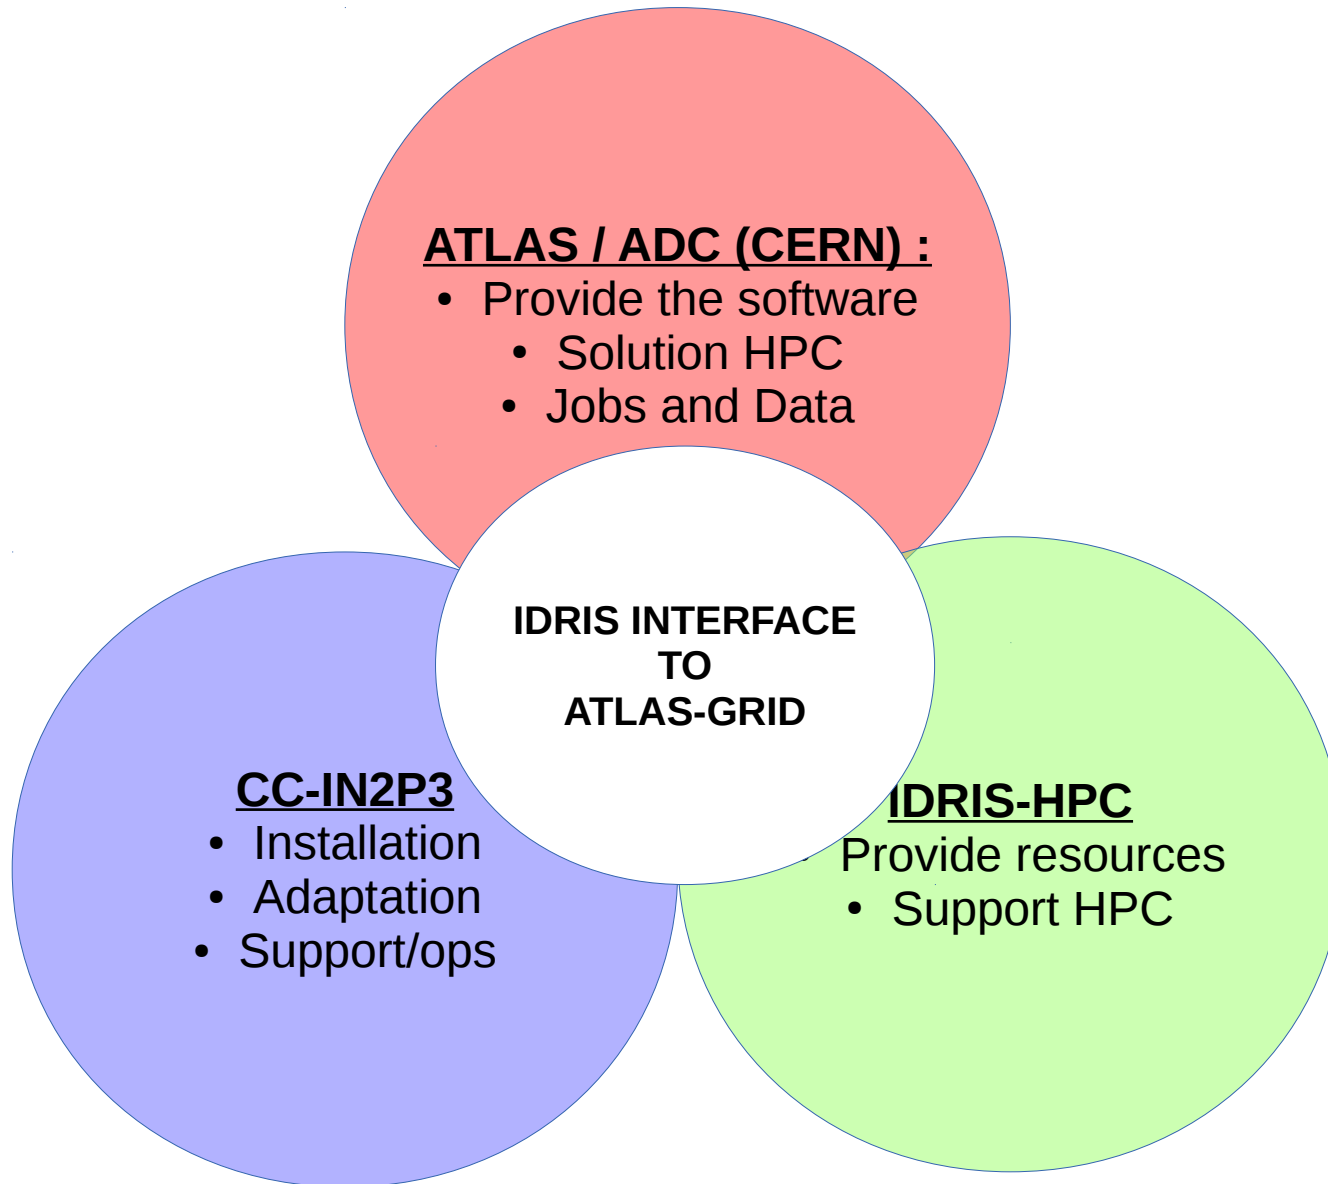 ATLAS / ADC (CERN) :
• Provide the software
• Solution HPC
• Jobs and Data
IDRIS INTERFACE
TO
ATLAS-GRID
CC-IN2P3
• Installation
• Adaptation
• Support/ops
IDRIS-HPC
• Provide resources
• Support HPC